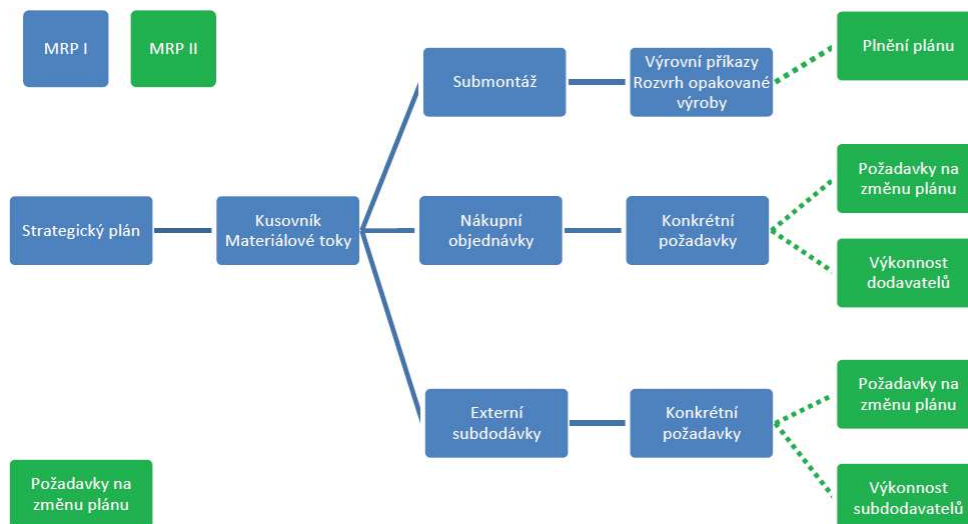 MRP I
MRP II
Submontáž
Výrovní příkazy
Rozvrh opakované
výroby
Plnění plánu
Strategický plán
Kusovník
Materiálové toky
Nákupní
objednávky
Konkrétní
požadavky
Požadavky na
změnu plánu
Výkonnost
dodavatelů
Externí
subdodávky
Konkrétní
požadavky
Požadavky na
změnu plánu
Výkonnost
subdodavatelů
Požadavky na
změnu plánu